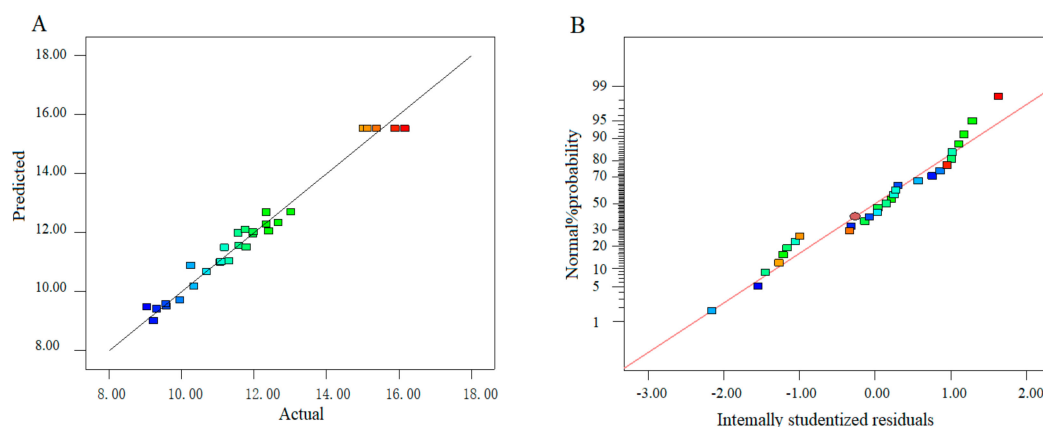 A
18.00
16.00
14.00
12.00
10.00
8.00
Predicted
8.00 10.00 12.00 14.00 16.00 18.00
Actual
B
99
95
90
80
70
50
30
20
10
5
1
Normal%probability
-3.00 -2.00 -1.00 0.00 1.00 2.00
Intemally studentized residuals